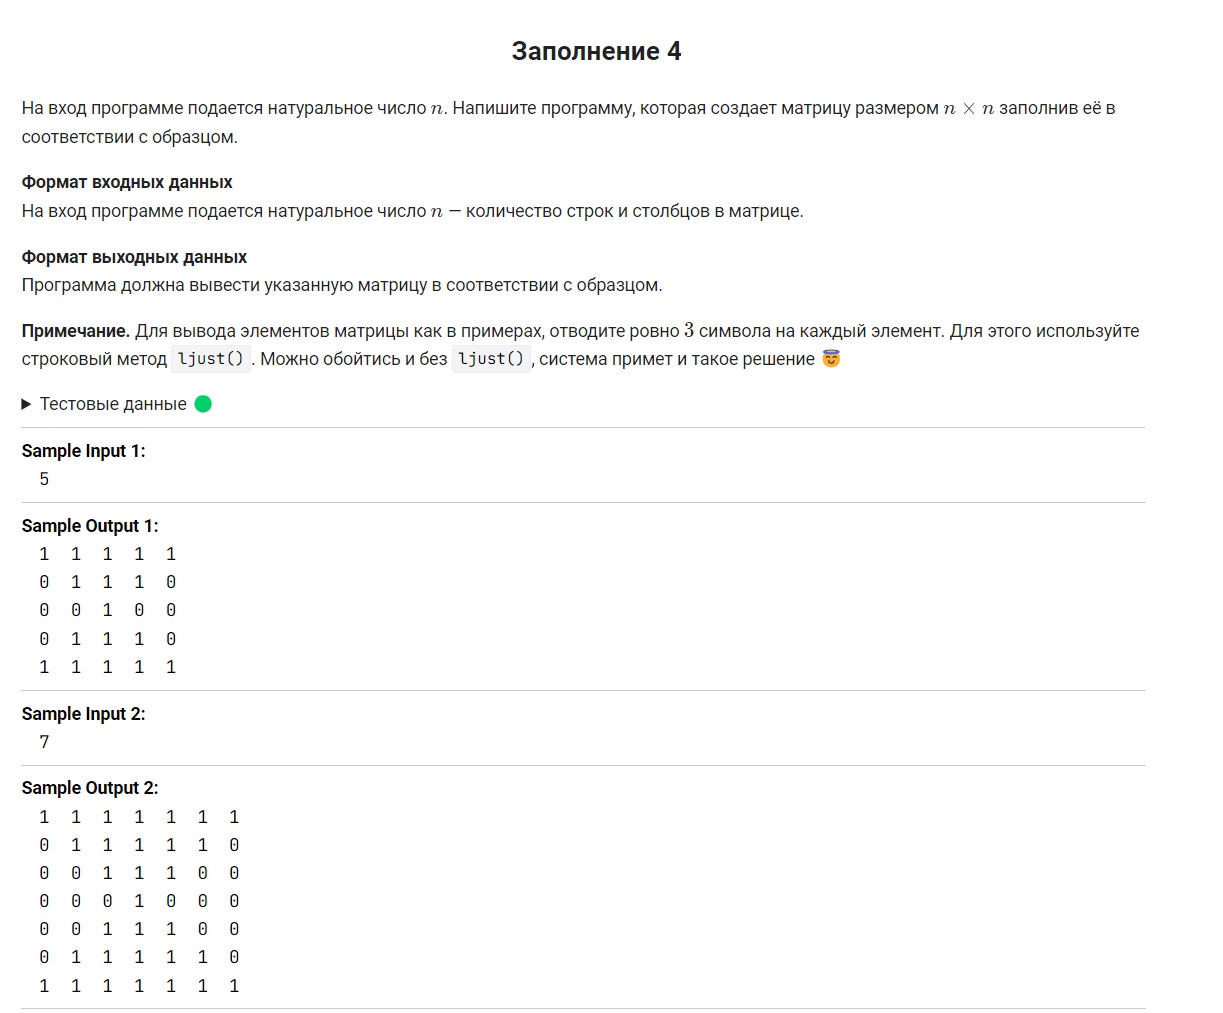 Заполнение 4
На вход программе подается натуральное число n. Напишите программу, которая создает матрицу размером n × n заполнив её в
соответствии с образцом.
Формат входных данных
На вход программе подается натуральное число n — количество строк и столбцов в матрице.
Формат выходных данных
Программа должна вывести указанную матрицу в соответствии с образцом.
Примечание. Для вывода элементов матрицы как в примерах, отводите ровно 3 символа на каждый элемент. Для этого используйте
строковый метод ljust(). Можно обойтись и без ljust(), система примет и такое решение 😇
▶ Тестовые данные 🟢
Sample Input 1:
5
Sample Output 1:
1 1 1 1 1
0 1 1 1 0
0 0 1 0 0
0 1 1 1 0
1 1 1 1 1
Sample Input 2:
7
Sample Output 2:
1 1 1 1 1 1 1
0 1 1 1 1 1 0
0 0 1 1 1 0 0
0 0 0 1 0 0 0
0 0 1 1 1 0 0
0 1 1 1 1 1 0
1 1 1 1 1 1 1